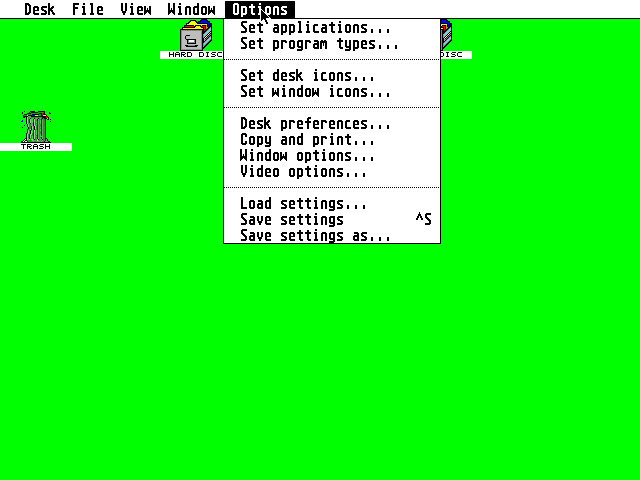 Desk File View Window Options
Set applications...
Set program types...
HARD DISC
DISC
Set desk icons...
Set window icons...
Desk preferences...
TRASH
Copy and print...
Window options...
Video options...
Load settings...
Save settings ^S
Save settings as...